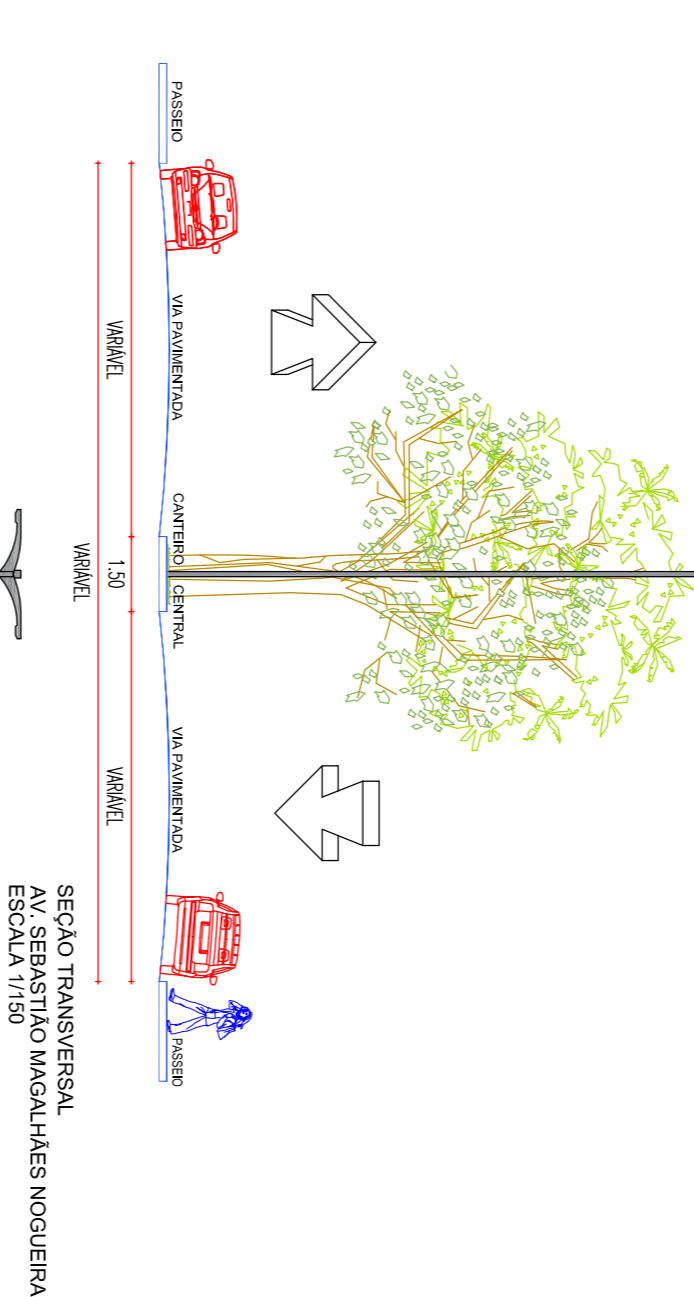 PASSEIO
VIA PAVIMENTADA
CANTEIRO CENTRAL
VIA PAVIMENTADA
PASSEIO
VARIÁVEL
1.50
VARIÁVEL
VARIÁVEL
SEÇÃO TRANSVERSAL
AV. SEBASTIÃO MAGALHÃES NOGUEIRA
ESCALA 1/150